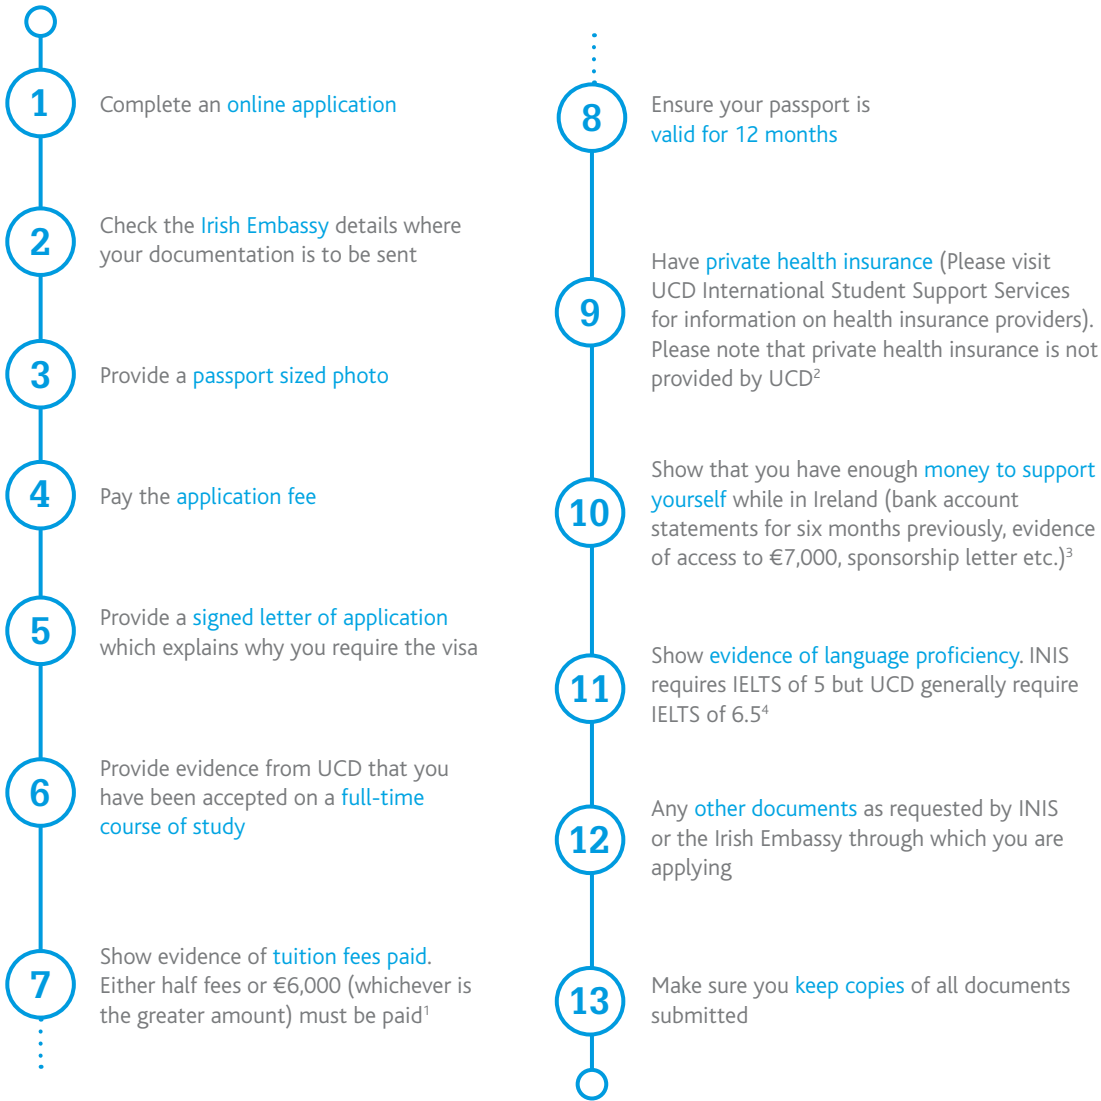 1
Complete an online application
2
Check the Irish Embassy details where
your documentation is to be sent
3
Provide a passport sized photo
4
Pay the application fee
5
Provide a signed letter of application
which explains why you require the visa
6
Provide evidence from UCD that you
have been accepted on a full-time
course of study
7
Show evidence of tuition fees paid.
Either half fees or €6,000 (whichever is
the greater amount) must be paid¹
8
Ensure your passport is
valid for 12 months
9
Have private health insurance (Please visit
UCD International Student Support Services
for information on health insurance providers).
Please note that private health insurance is not
provided by UCD²
10
Show that you have enough money to support
yourself while in Ireland (bank account
statements for six months previously, evidence
of access to €7,000, sponsorship letter etc.)³
11
Show evidence of language proficiency. INIS
requires IELTS of 5 but UCD generally require
IELTS of 6.5⁴
12
Any other documents as requested by INIS
or the Irish Embassy through which you are
applying
13
Make sure you keep copies of all documents
submitted